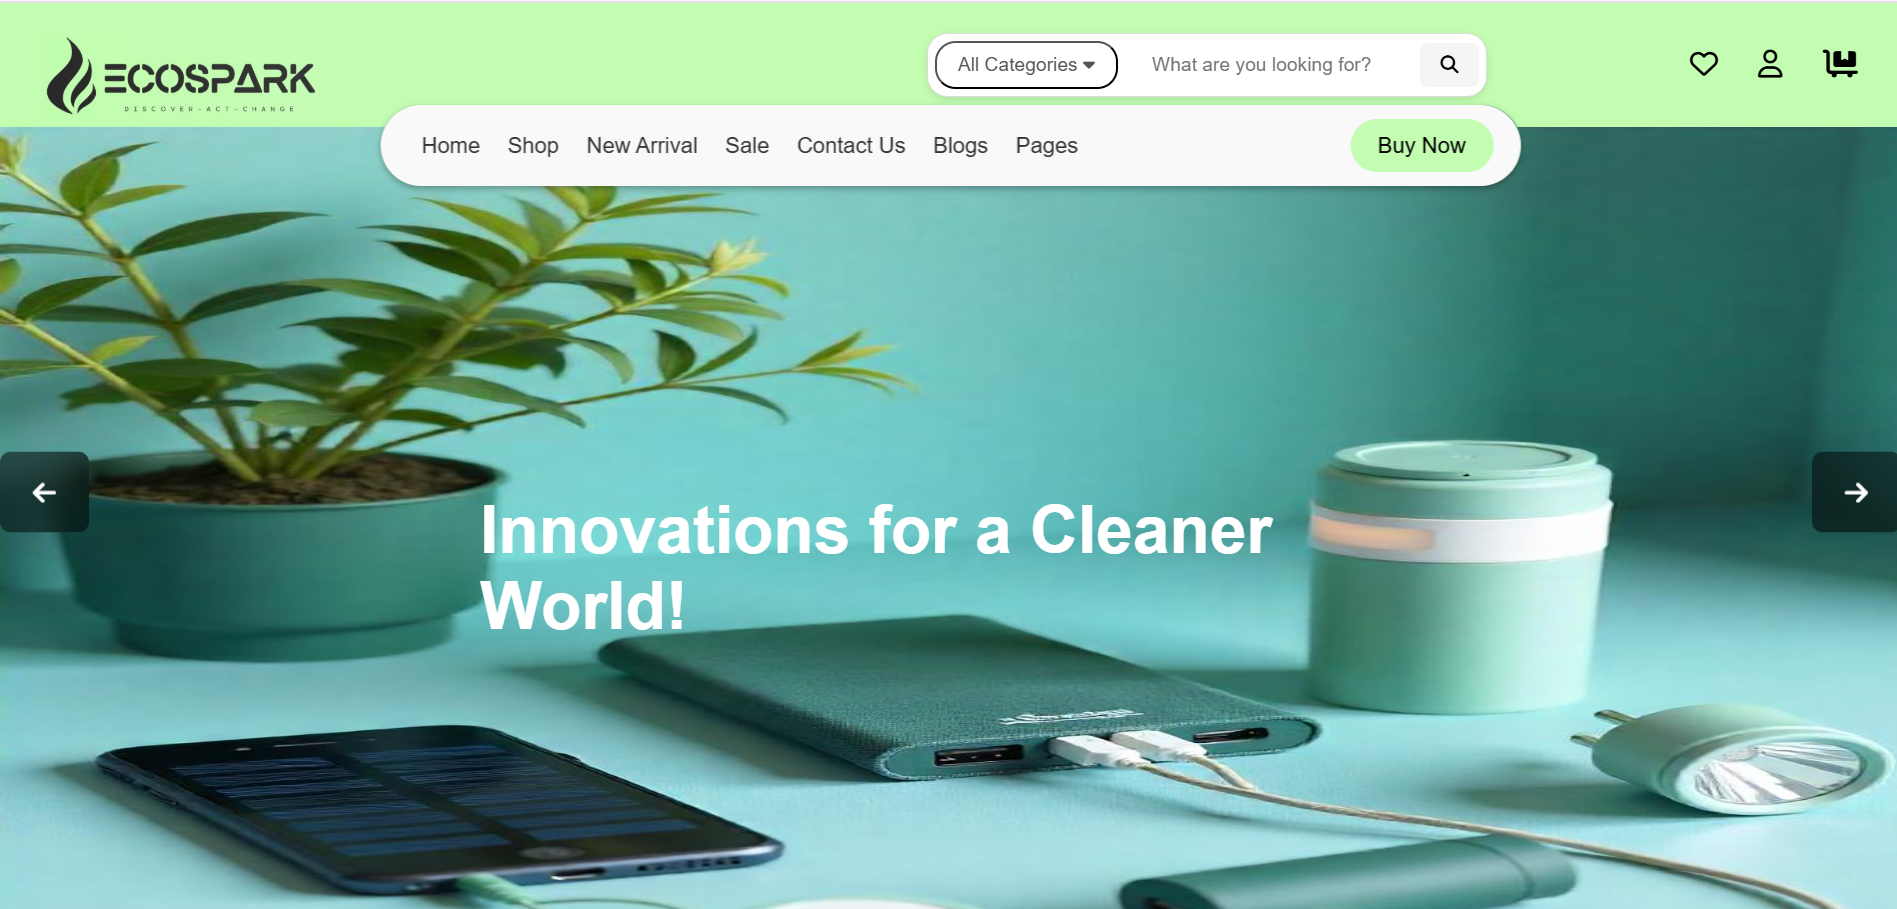 ECOSPARK
DISCOVER-ACT-CHANGE
All Categories
What are you looking for?
Home
Shop
New Arrival
Sale
Contact Us
Blogs
Pages
Buy Now
Innovations for a Cleaner
World!